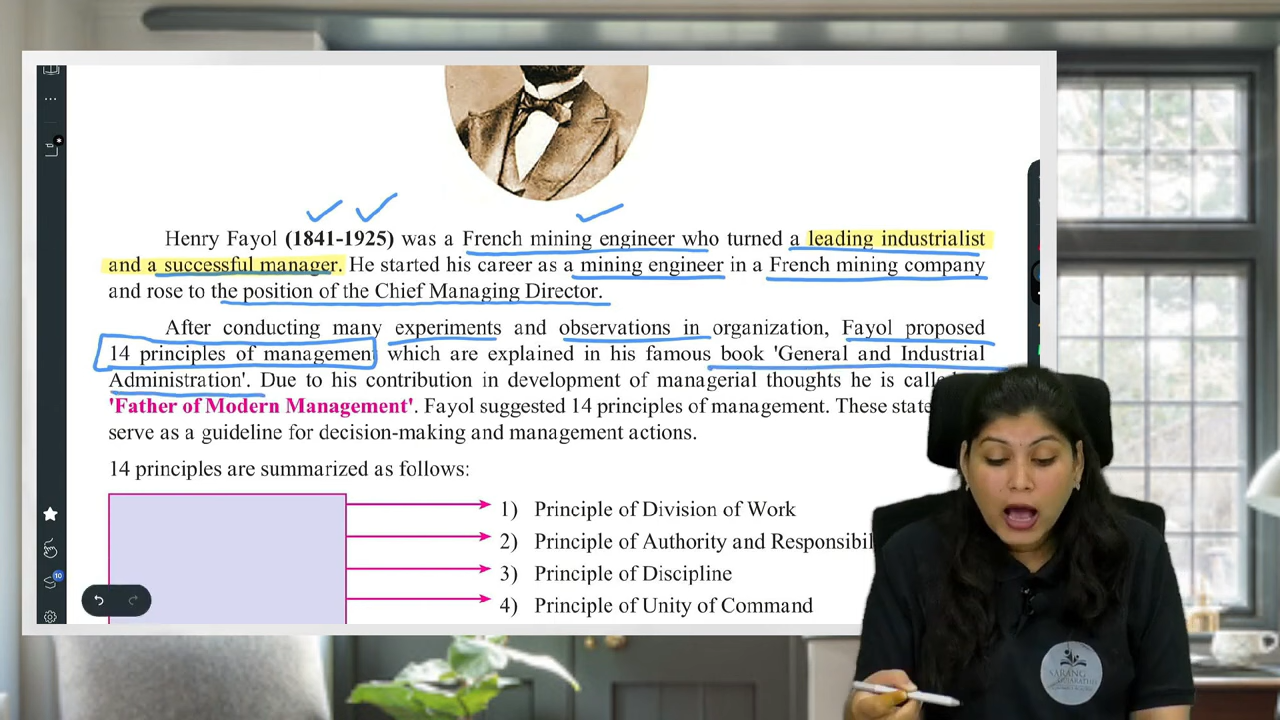 Henry Fayol (1841-1925) was a French mining engineer who turned a leading industrialist
and a successful manager. He started his career as a mining engineer in a French mining company
and rose to the position of the Chief Managing Director.
After conducting many experiments and observations in organization, Fayol proposed
14 principles of management which are explained in his famous book 'General and Industrial
Administration'. Due to his contribution in development of managerial thoughts he is
'Father of Modern Management'. Fayol suggested 14 principles of management. These
serve as a guideline for decision-making and management actions.
14 principles are summarized as follows:
1) Principle of Division of Work
2) Principle of Authority and
3) Principle of Discipline
4) Principle of Unity of Command
10
SARANG